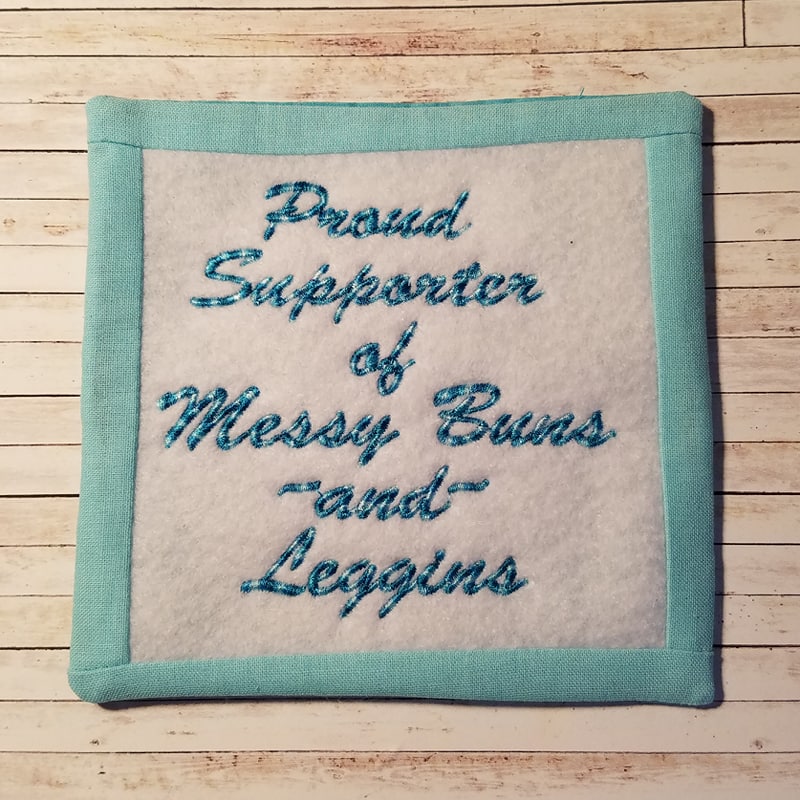 Proud
Supporter
of
Messy Buns
~and~
Leggins